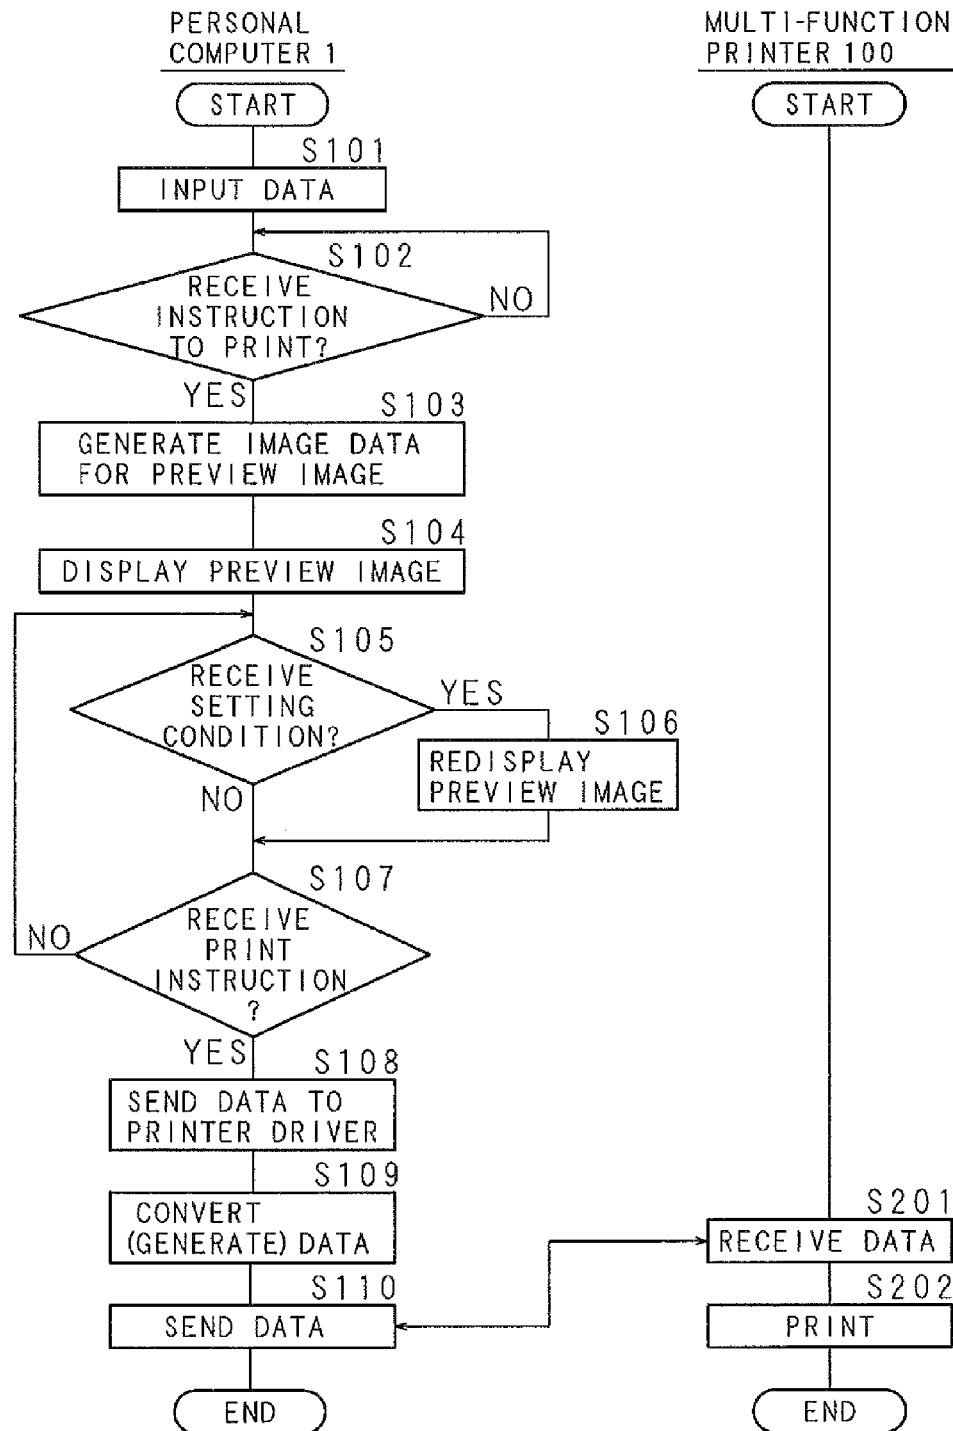 PERSONAL
COMPUTER 1
START
S101
INPUT DATA
S102
RECEIVE
INSTRUCTION
TO PRINT?
NO
YES
S103
GENERATE IMAGE DATA
FOR PREVIEW IMAGE
S104
DISPLAY PREVIEW IMAGE
S105
RECEIVE
SETTING
CONDITION?
YES
S106
REDISPLAY
PREVIEW IMAGE
NO
S107
RECEIVE
PRINT
INSTRUCTION
?
NO
YES
S108
SEND DATA TO
PRINTER DRIVER
S109
CONVERT
(GENERATE) DATA
S110
SEND DATA
END
MULTI-FUNCTION
PRINTER 100
START
S201
RECEIVE DATA
S202
PRINT
END